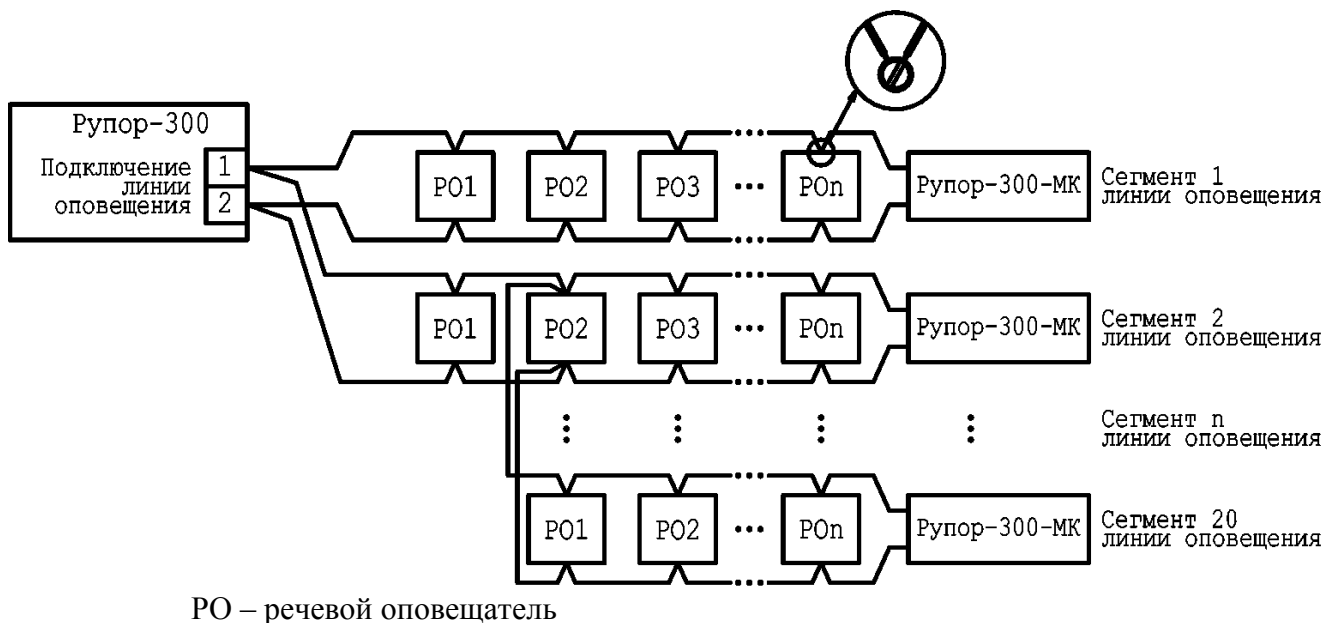 Рупор-300
Подключение
линии
оповещения
1
2
РО1
РО2
РО3
РОn
Рупор-300-МК
Сегмент 1
линии оповещения
РО1
РО2
РО3
РОn
Рупор-300-МК
Сегмент 2
линии оповещения
Сегмент n
линии оповещения
РО1
РО2
РОn
Рупор-300-МК
Сегмент 20
линии оповещения
РО – речевой оповещатель